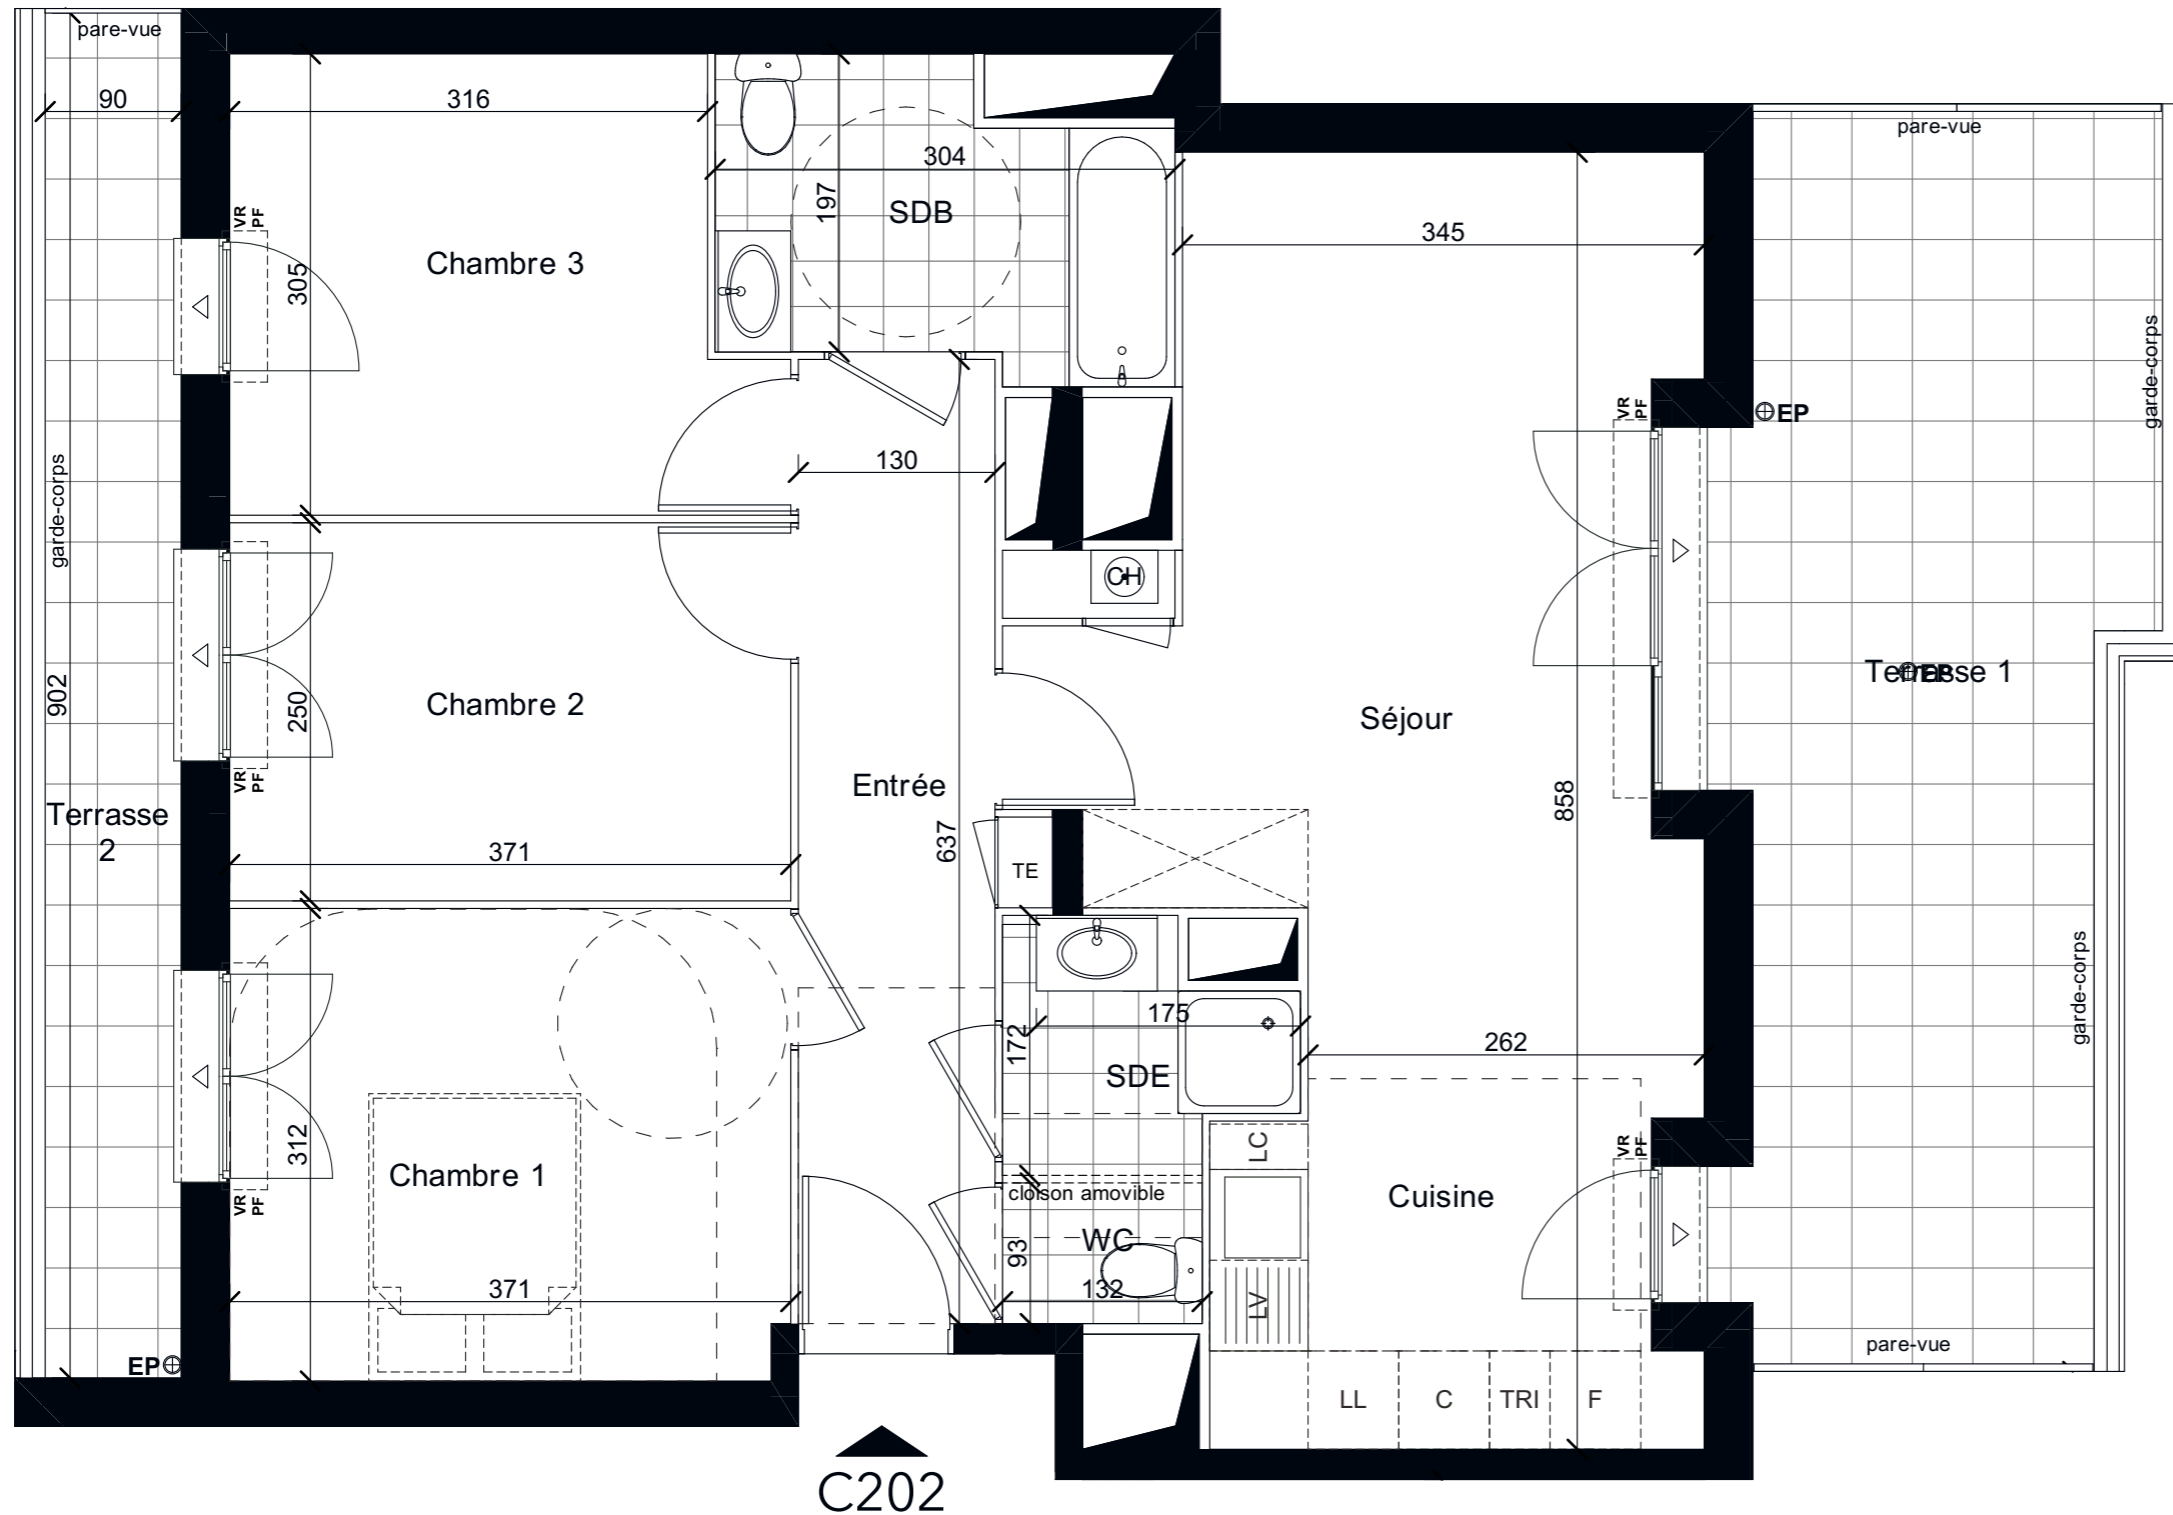 pare-vue
90
316
pare-vue
304
197
SDB
VR
PF
345
Chambre 3
305
garde-corps
VR
PF
EP
garde-corps
130
CH
Terrasse 1
EP
902
250
Chambre 2
Séjour
VR
PF
Entrée
858
Terrasse
2
371
637
TE
garde-corps
175
172
262
SDE
312
LC
VR
PF
Chambre 1
cloison amovible
Cuisine
VR
PF
WC
93
371
132
LV
pare-vue
EP
LL
C
TRI
F
C202